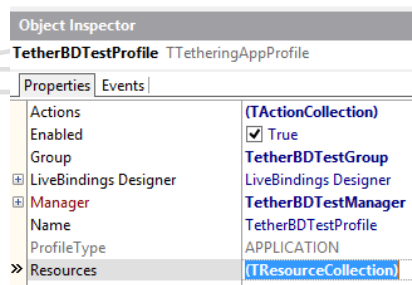 Object Inspector
TetherBDTestProfile TTetheringAppProfile
Properties Events
Actions (TActionCollection)
Enabled True
Group TetherBDTestGroup
LiveBindings Designer LiveBindings Designer
Manager TetherBDTestManager
Name TetherBDTestProfile
ProfileType APPLICATION
Resources (TResourceCollection)